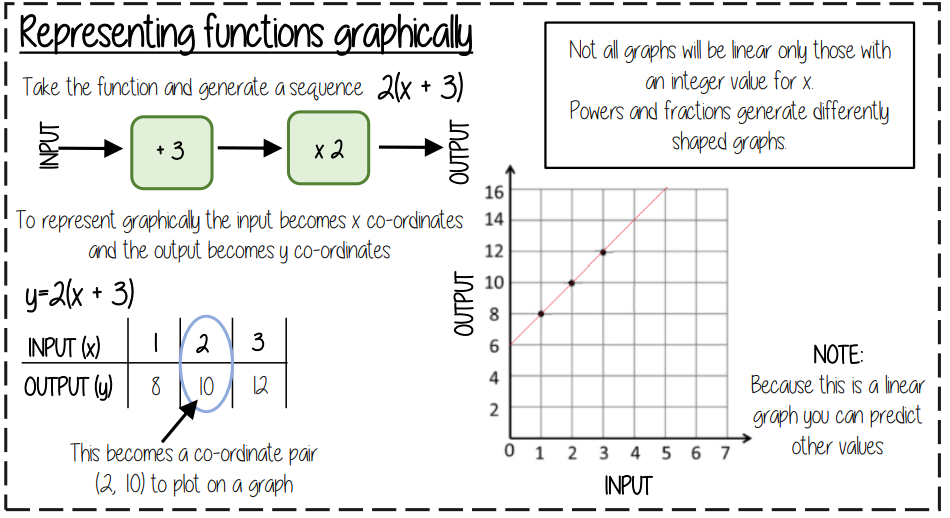 Representing functions graphically
Take the function and generate a sequence 2(x + 3)
INPUT
+ 3
x 2
OUTPUT
To represent graphically the input becomes x co-ordinates
and the output becomes y co-ordinates
y=2(x + 3)
INPUT (x) 1 2 3
OUTPUT (y) 8 10 12
This becomes a co-ordinate pair
(2, 10) to plot on a graph
Not all graphs will be linear only those with
an integer value for x.
Powers and fractions generate differently
shaped graphs.
16
14
12
10
8
6
4
2
OUTPUT
0 1 2 3 4 5 6 7
INPUT
NOTE:
Because this is a linear
graph you can predict
other values